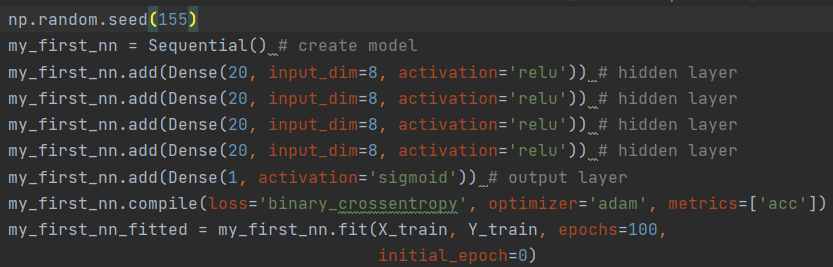 np.random.seed(155)
my_first_nn = Sequential() # create model
my_first_nn.add(Dense(20, input_dim=8, activation='relu')) # hidden layer
my_first_nn.add(Dense(20, input_dim=8, activation='relu')) # hidden layer
my_first_nn.add(Dense(20, input_dim=8, activation='relu')) # hidden layer
my_first_nn.add(Dense(20, input_dim=8, activation='relu')) # hidden layer
my_first_nn.add(Dense(1, activation='sigmoid')) # output layer
my_first_nn.compile(loss='binary_crossentropy', optimizer='adam', metrics=['acc'])
my_first_nn_fitted = my_first_nn.fit(X_train, Y_train, epochs=100,
initial_epoch=0)